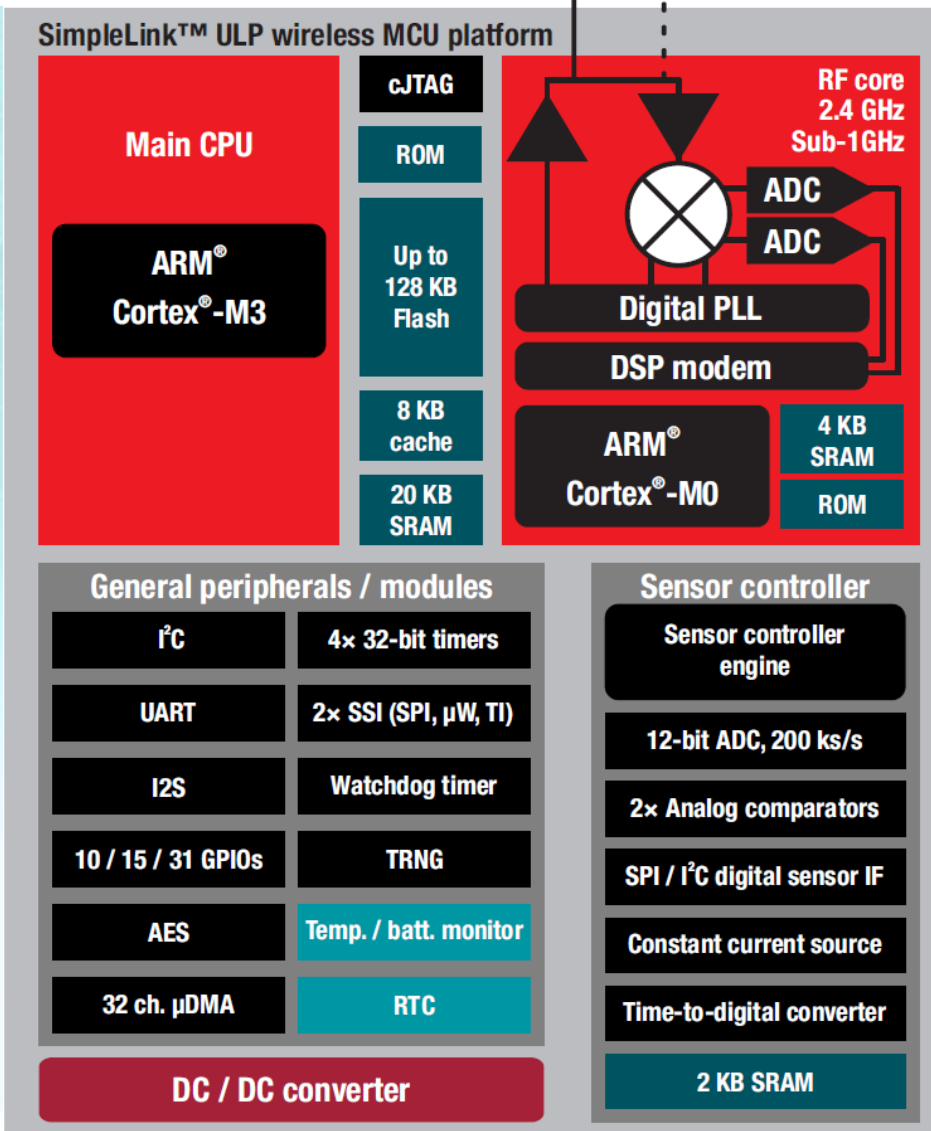 SimpleLink™ ULP wireless MCU platform
Main CPU
ARM®
Cortex®-M3
cJTAG
ROM
Up to
128 KB
Flash
8 KB
cache
20 KB
SRAM
RF core
2.4 GHz
Sub-1GHz
ADC
ADC
Digital PLL
DSP modem
ARM®
Cortex®-M0
4 KB
SRAM
ROM
General peripherals / modules
I²C
4× 32-bit timers
UART
2× SSI (SPI, µW, TI)
I2S
Watchdog timer
10 / 15 / 31 GPIOs
TRNG
AES
Temp. / batt. monitor
32 ch. µDMA
RTC
DC / DC converter
Sensor controller
Sensor controller
engine
12-bit ADC, 200 ks/s
2× Analog comparators
SPI / I²C digital sensor IF
Constant current source
Time-to-digital converter
2 KB SRAM